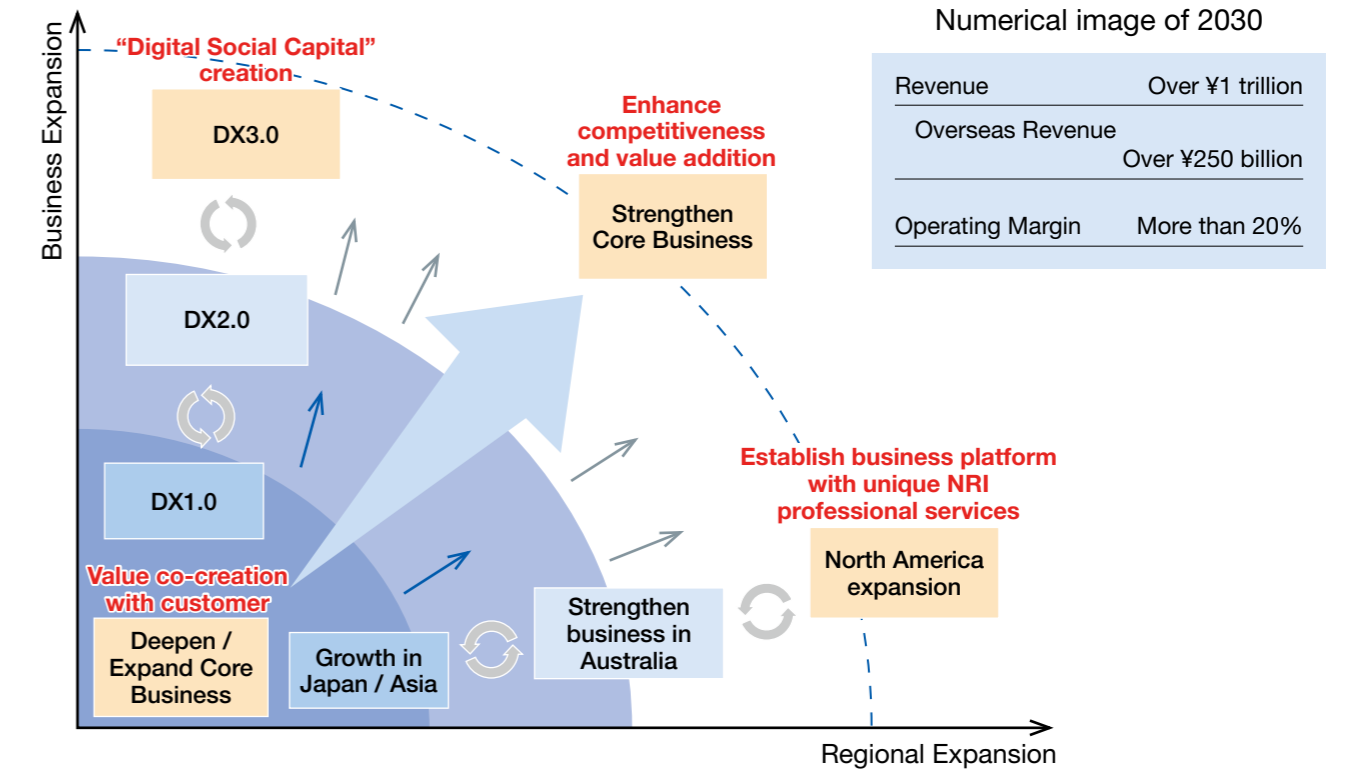 Numerical image of 2030
Revenue Over ¥1 trillion
Overseas Revenue
Over ¥250 billion
Operating Margin More than 20%
Business Expansion
“Digital Social Capital”
creation
DX3.0
Enhance
competitiveness
and value addition
Strengthen
Core Business
DX2.0
DX1.0
Establish business platform
with unique NRI
professional services
North America
expansion
Value co-creation
with customer
Deepen /
Expand Core
Business
Growth in
Japan / Asia
Strengthen
business in
Australia
Regional Expansion